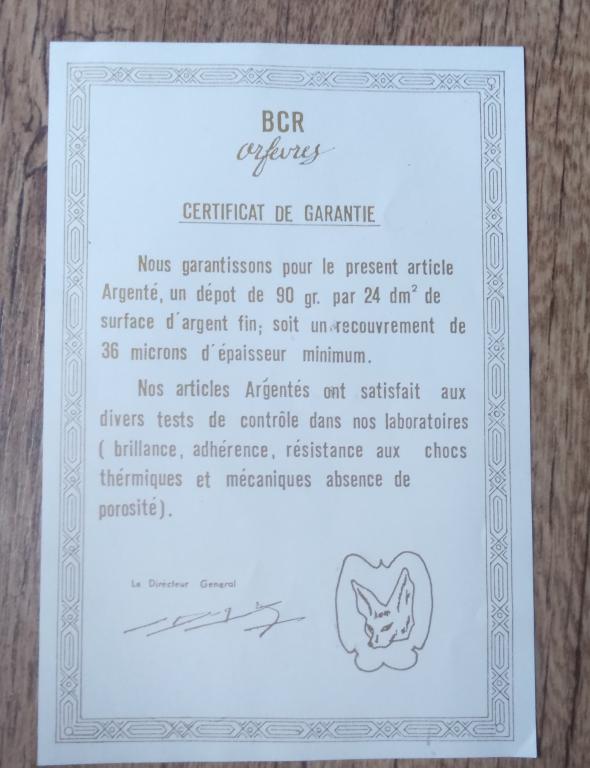 BCR
orfevres
CERTIFICAT DE GARANTIE
Nous garantissons pour le present article
Argenté, un dépot de 90 gr. par 24 dm² de
surface d'argent fin; soit un recouvrement de
36 microns d'épaisseur minimum.
Nos articles Argentés ont satisfait aux
divers tests de contrôle dans nos laboratoires
( brillance, adhérence, résistance aux chocs
thérmiques et mécaniques absence de
porosité).
Le Directeur General